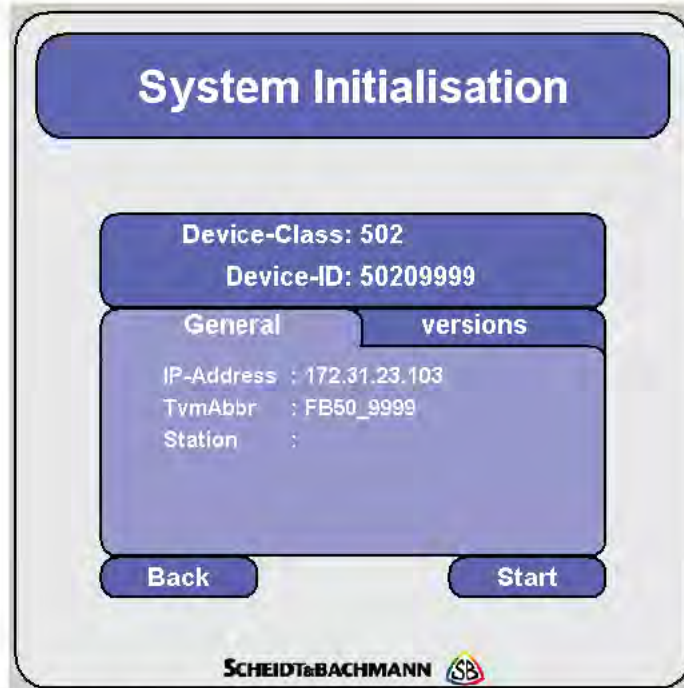 System Initialisation
Device-Class: 502
Device-ID: 50209999
General versions
IP-Address : 172.31.23.103
TvmAbbr : FB50_9999
Station :
Back Start
SCHEIDT&BACHMANN SB